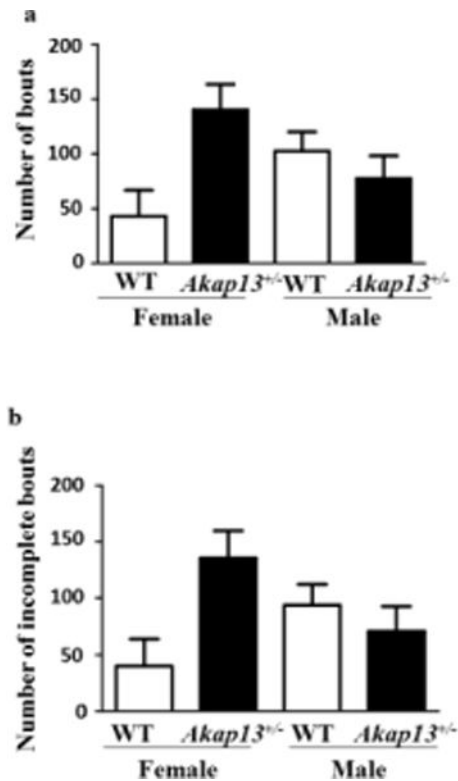 a
Number of bouts
200
150
100
50
0
WT Akap13+/- WT Akap13+/-
Female Male
b
Number of incomplete bouts
200
150
100
50
0
WT Akap13+/- WT Akap13+/-
Female Male